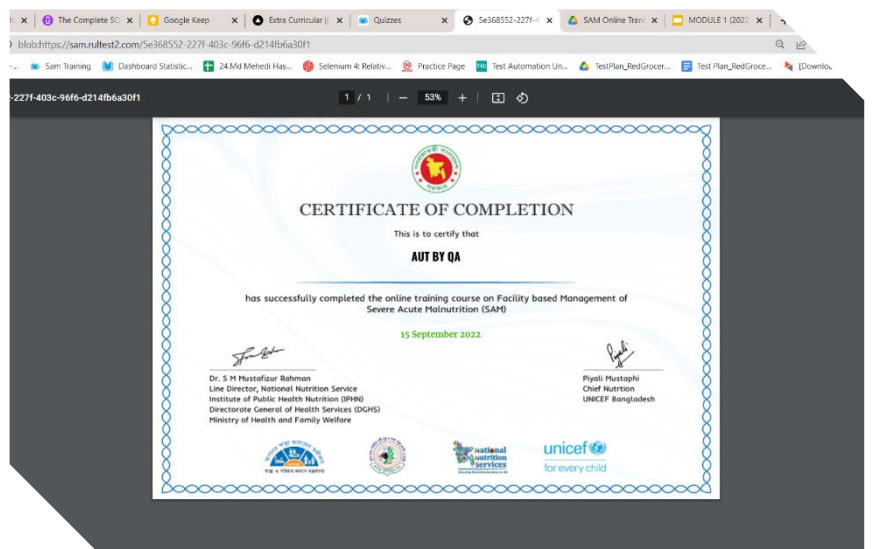 The Complete SQ
Google Keep
Extra Curricular ||
Quizzes
5e368552-227f-4
SAM Online Train
MODULE 1 (2022
blob:https://sam.rultest2.com/5e368552-227f-403c-96f6-d214fb6a30f1
Sam Training
Dashboard Statistic...
24.Md Mehedi Has...
Selenium 4: Relativ...
Practice Page
Test Automation Un...
TestPlan_RedGrocer...
Test Plan_RedGroce...
[Downlo
-227f-403c-96f6-d214fb6a30f1
1 / 1
53%
CERTIFICATE OF COMPLETION
This is to certify that
AUT BY QA
has successfully completed the online training course on Facility based Management of
Severe Acute Malnutrition (SAM)
15 September 2022
Dr. S M Mustafizur Rahman
Line Director, National Nutrition Service
Institute of Public Health Nutrition (IPHN)
Directorate General of Health Services (DGHS)
Ministry of Health and Family Welfare
Piyali Mustaphi
Chief Nutrtion
UNICEF Bangladesh
national
nutrition
services
unicef
for every child